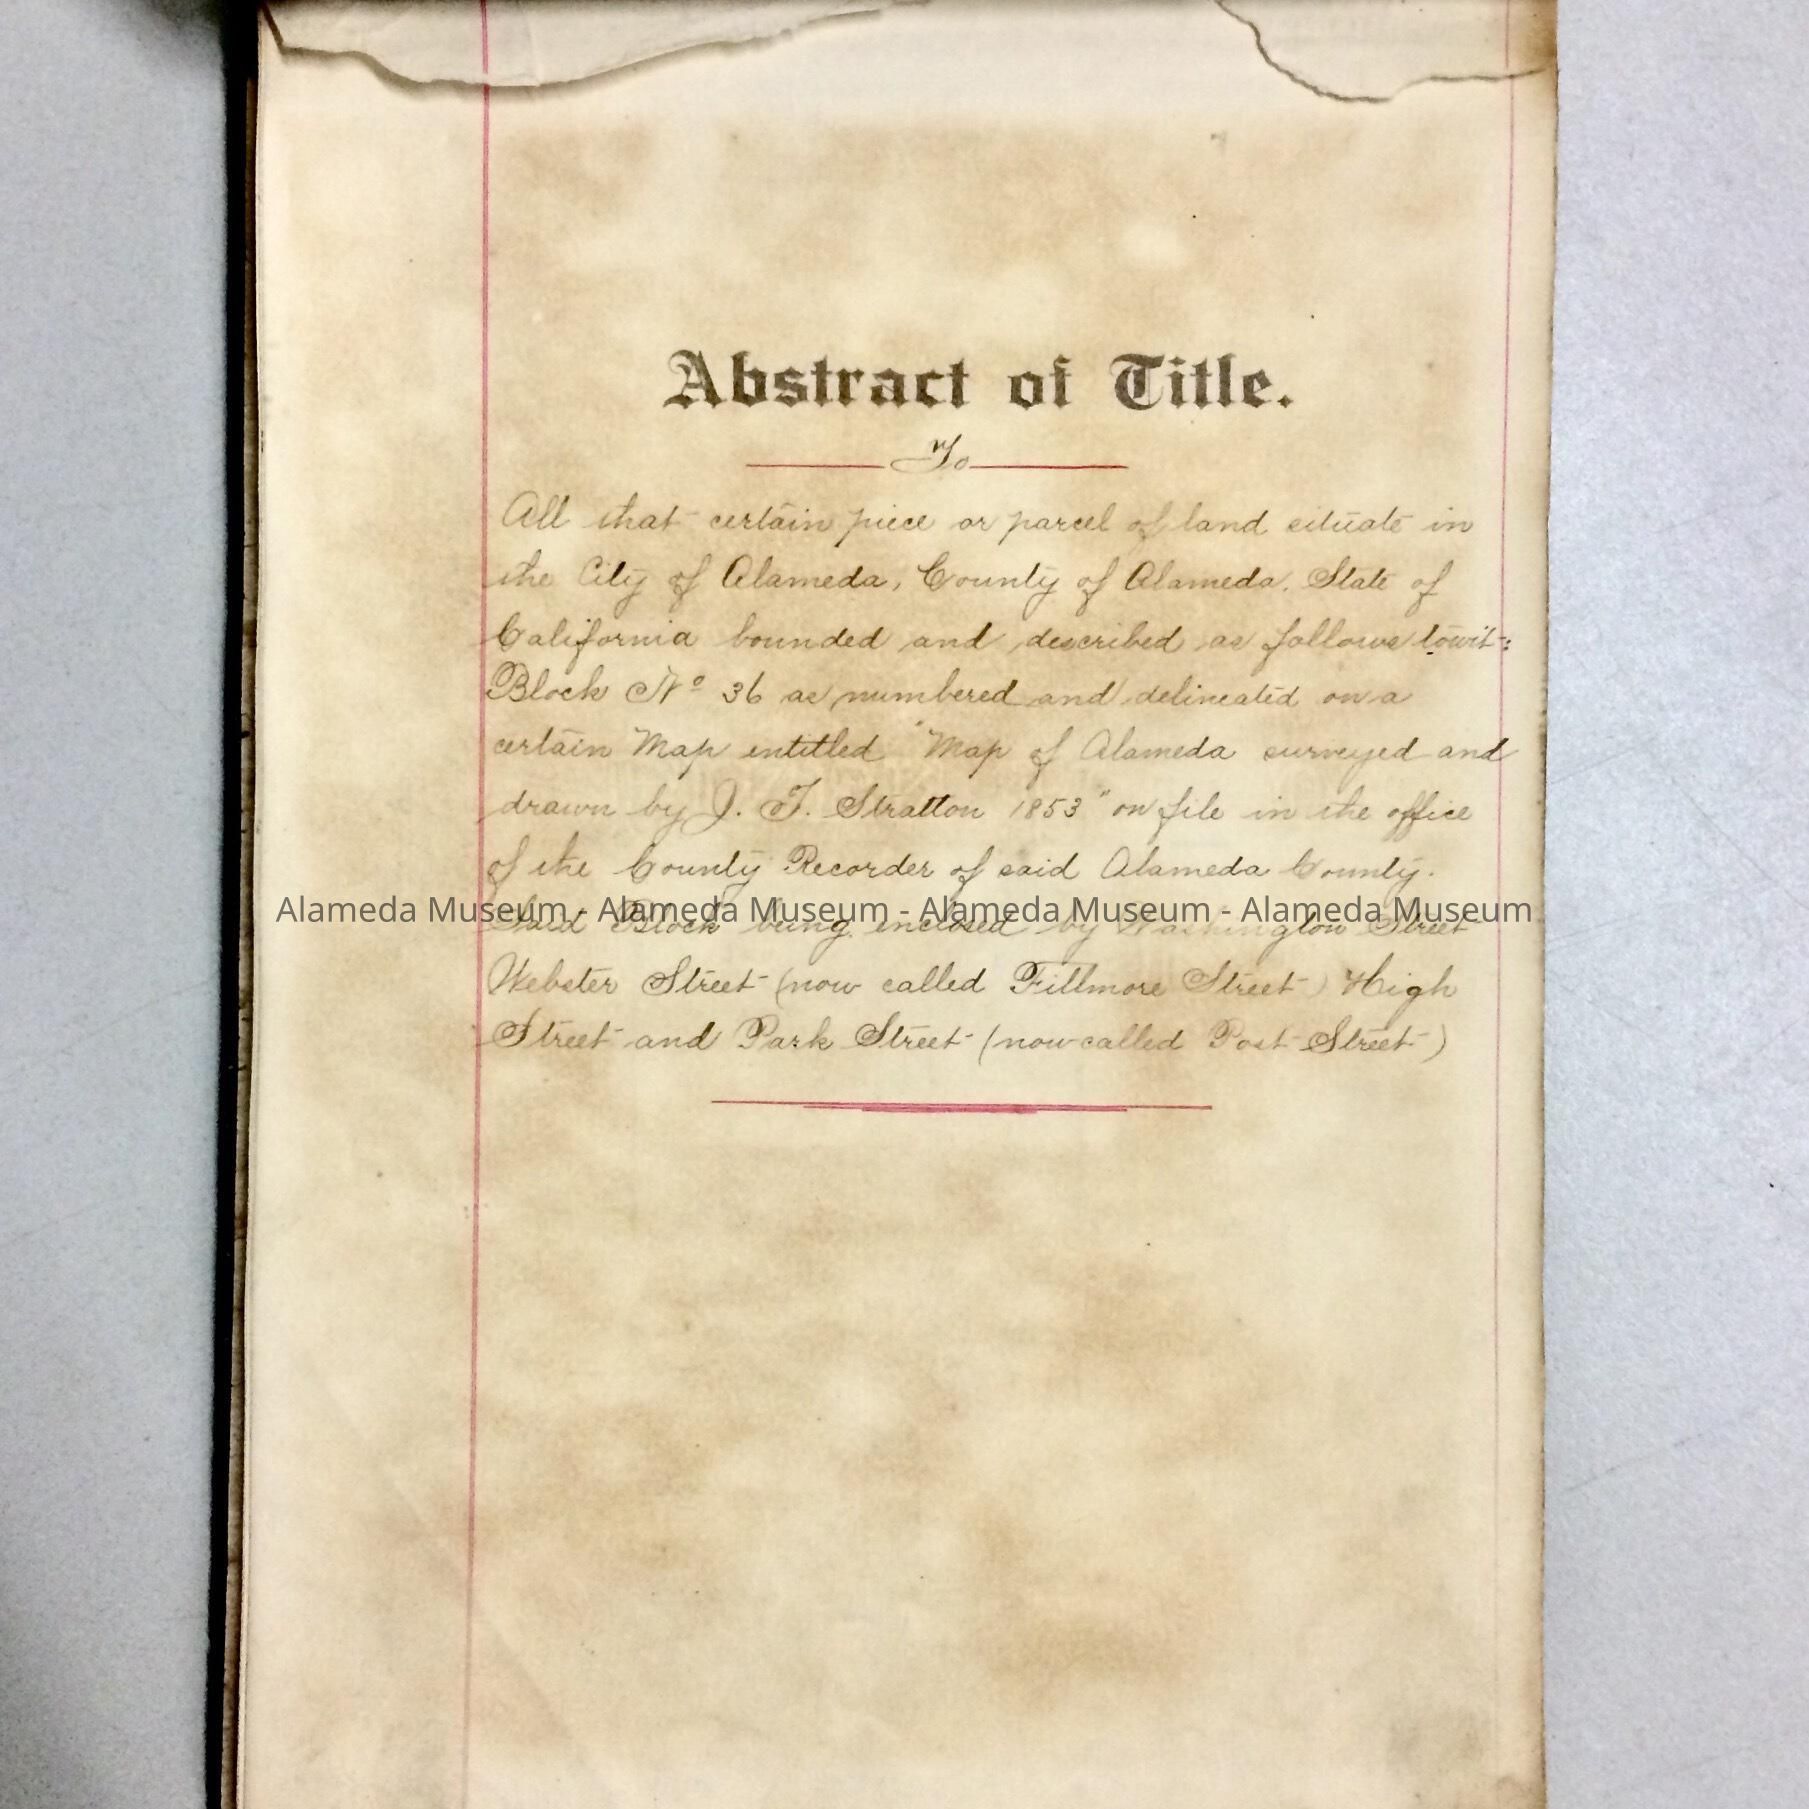 Abstract of Title.
To
All that certain piece or parcel of land situate in
the City of Alameda, County of Alameda, State of
California bounded and described as follows towit:
Block No 36 as numbered and delineated on a
certain Map entitled "Map of Alameda surveyed and
drawn by J. T. Stratton 1853" on file in the office
of the County Recorder of said Alameda County.
Alameda Museum - Alameda Museum - Alameda Museum - Alameda Museum
Said Block being enclosed by Washington Street
Webster Street (now called Fillmore Street) High
Street and Park Street (now called Post Street)